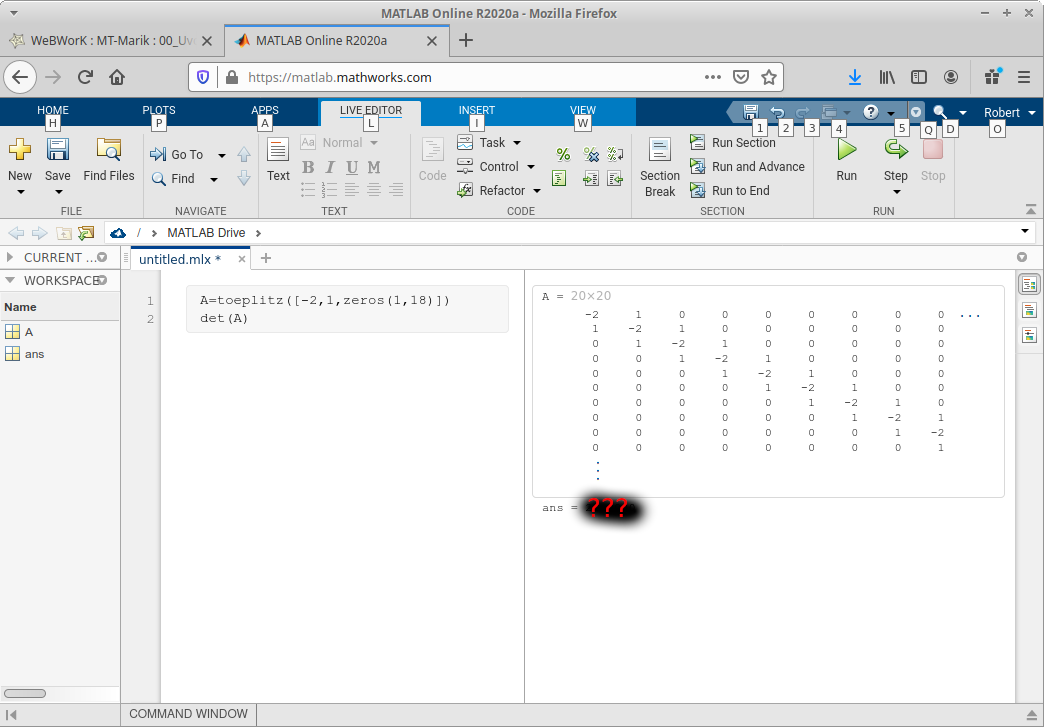 MATLAB Online R2020a - Mozilla Firefox
WeBWorK : MT-Marik : 00_Uv
MATLAB Online R2020a
https://matlab.mathworks.com
HOME PLOTS APPS LIVE EDITOR INSERT VIEW Robert
H P A L I W 1 2 3 4 5 Q D O
New Save Find Files
Go To
Find
Text
Aa Normal
B I U M
Code
Task
Control
Refactor
Section Break
Run Section
Run and Advance
Run to End
Run Step Stop
FILE NAVIGATE TEXT CODE SECTION RUN
/ MATLAB Drive
CURRENT ...
untitled.mlx *
WORKSPACE
Name
A
ans
1 A=toeplitz([-2,1,zeros(1,18)])
2 det(A)
A = 20×20
-2 1 0 0 0 0 0 0 0 ...
1 -2 1 0 0 0 0 0 0
0 1 -2 1 0 0 0 0 0
0 0 1 -2 1 0 0 0 0
0 0 0 1 -2 1 0 0 0
0 0 0 0 1 -2 1 0 0
0 0 0 0 0 1 -2 1 0
0 0 0 0 0 0 1 -2 1
0 0 0 0 0 0 0 1 -2
0 0 0 0 0 0 0 0 1
ans = ???
COMMAND WINDOW